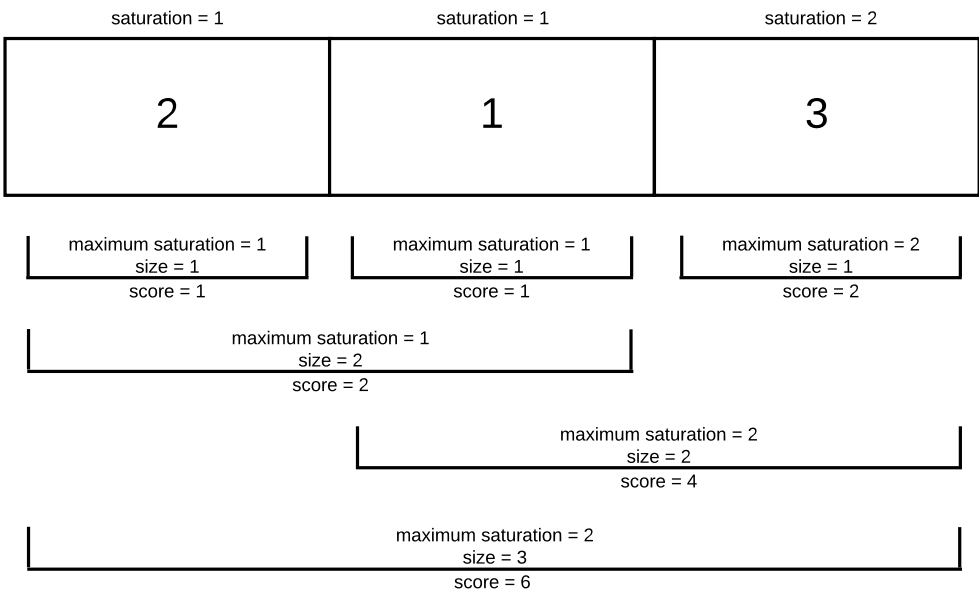 saturation = 1
saturation = 1
saturation = 2
2
1
3
maximum saturation = 1
size = 1
score = 1
maximum saturation = 1
size = 1
score = 1
maximum saturation = 2
size = 1
score = 2
maximum saturation = 1
size = 2
score = 2
maximum saturation = 2
size = 2
score = 4
maximum saturation = 2
size = 3
score = 6